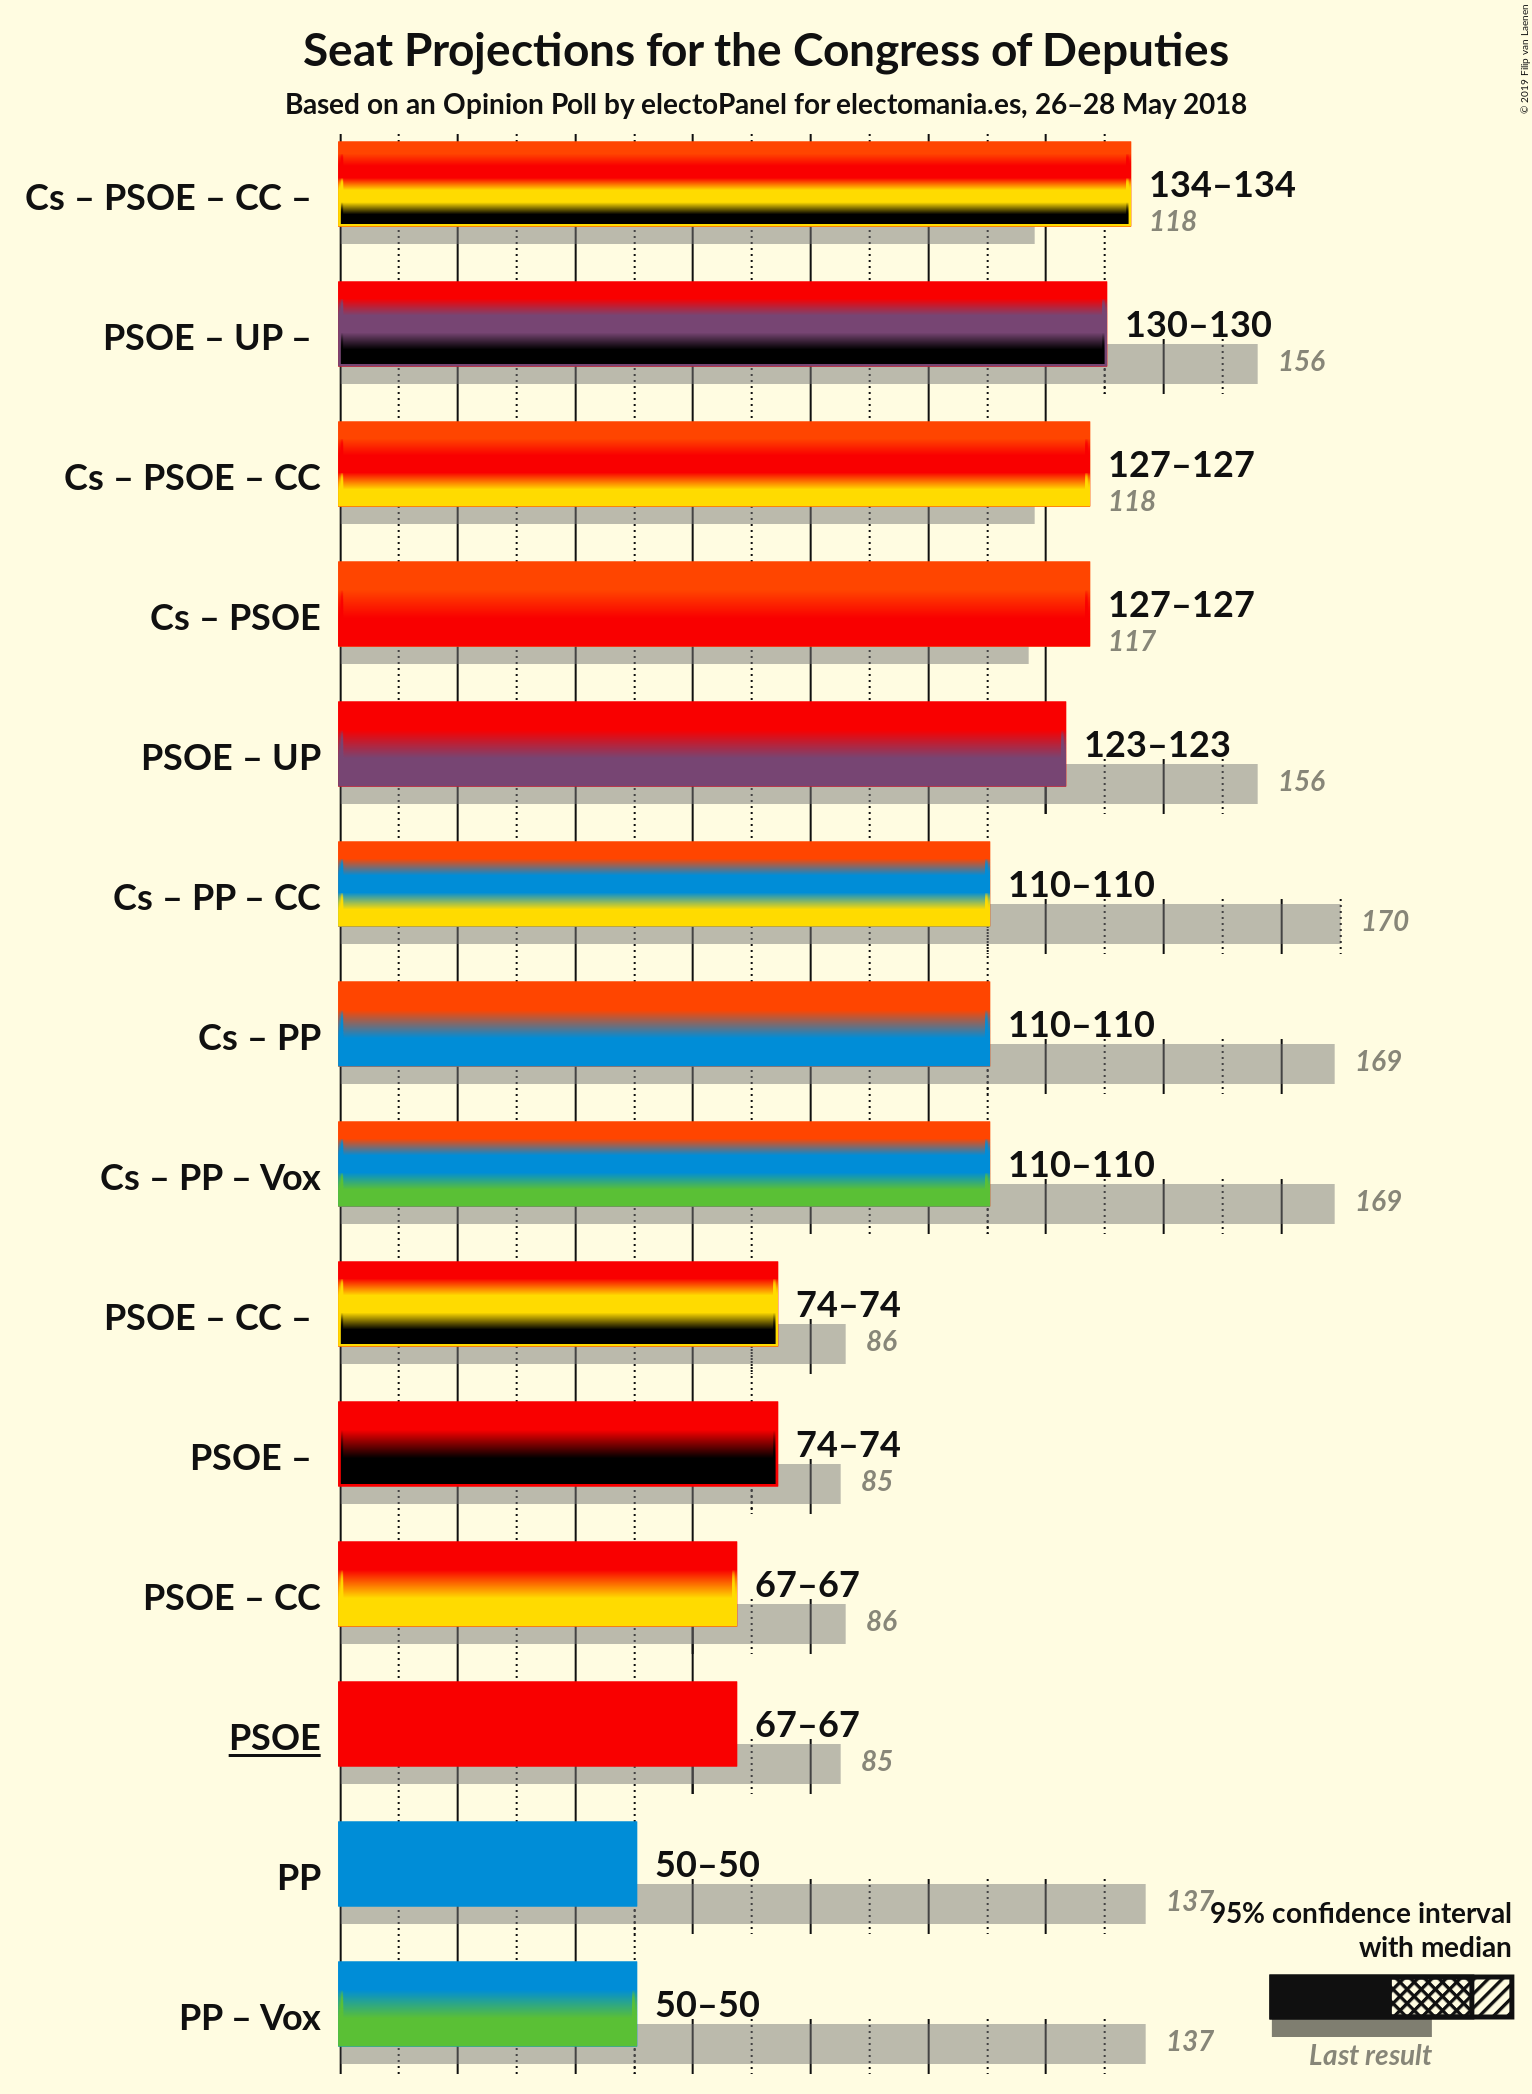 Seat Projections for the Congress of Deputies
Based on an Opinion Poll by electoPanel for electomania.es, 26–28 May 2018
© 2019 Filip van Laenen
Cs – PSOE – CC –
134–134
118
PSOE – UP –
130–130
156
Cs – PSOE – CC
127–127
118
Cs – PSOE
127–127
117
PSOE – UP
123–123
156
Cs – PP – CC
110–110
170
Cs – PP
110–110
169
Cs – PP – Vox
110–110
169
PSOE – CC –
74–74
86
PSOE –
74–74
85
PSOE – CC
67–67
86
PSOE
67–67
85
PP
50–50
137
PP – Vox
50–50
137
95% confidence interval
with median
Last result